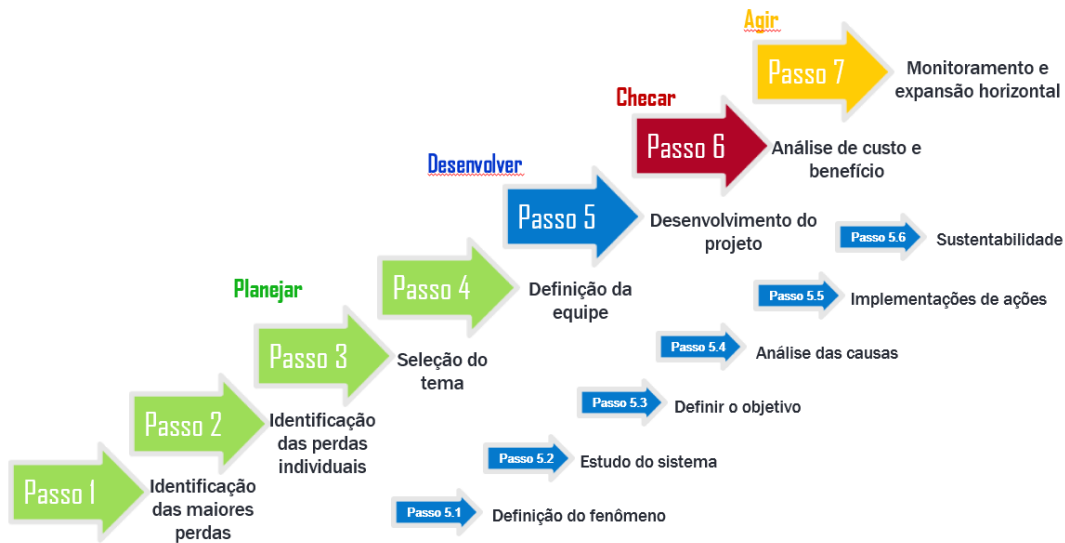 Agir
Passo 7
Monitoramento e
expansão horizontal
Checar
Passo 6
Análise de custo e
benefício
Desenvolver
Passo 5
Desenvolvimento do
projeto
Passo 5.6
Sustentabilidade
Planejar
Passo 4
Definição da
equipe
Passo 5.5
Implementações de ações
Passo 3
Seleção do
tema
Passo 5.4
Análise das causas
Passo 2
Identificação
das perdas
individuais
Passo 5.3
Definir o objetivo
Passo 5.2
Estudo do sistema
Passo 1
Identificação
das maiores
perdas
Passo 5.1
Definição do fenômeno